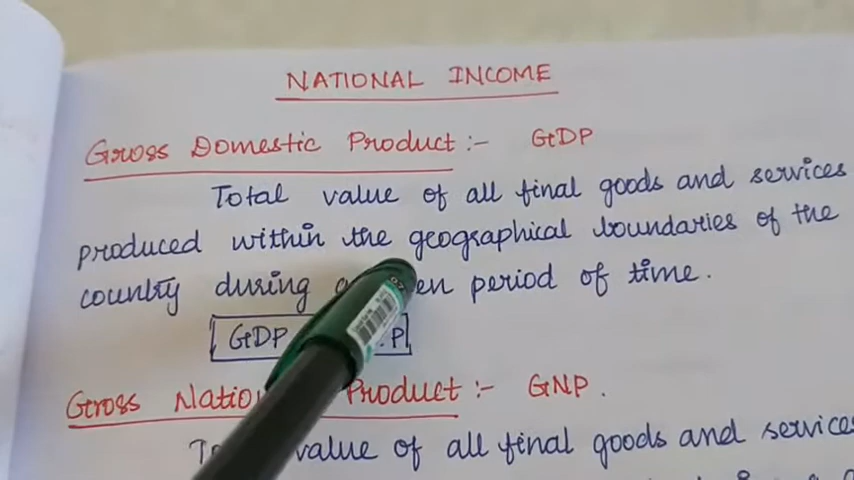 NATIONAL INCOME
Gross Domestic Product :- GDP
Total value of all final goods and services
produced within the geographical boundaries of the
country during period of time.
GDP
Gross Product :- GNP.
value of all final goods and services